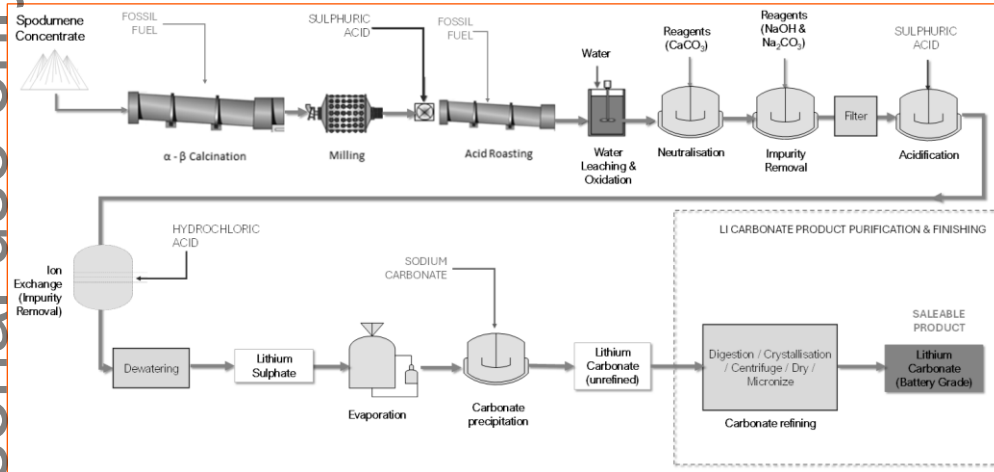 Spodumene
Concentrate
FOSSIL
FUEL
SULPHURIC
ACID
FOSSIL
FUEL
Water
Reagents
(CaCO₃)
Reagents
(NaOH &
Na₂CO₃)
SULPHURIC
ACID
Filter
α - β Calcination
Milling
Acid Roasting
Water
Leaching &
Oxidation
Neutralisation
Impurity
Removal
Acidification
HYDROCHLORIC
ACID
Ion
Exchange
(Impurity
Removal)
LI CARBONATE PRODUCT PURIFICATION & FINISHING
SODIUM
CARBONATE
SALEABLE
PRODUCT
Dewatering
Lithium
Sulphate
Evaporation
Carbonate
precipitation
Lithium
Carbonate
(unrefined)
Digestion / Crystallisation
/ Centrifuge / Dry /
Micronize
Carbonate refining
Lithium
Carbonate
(Battery Grade)